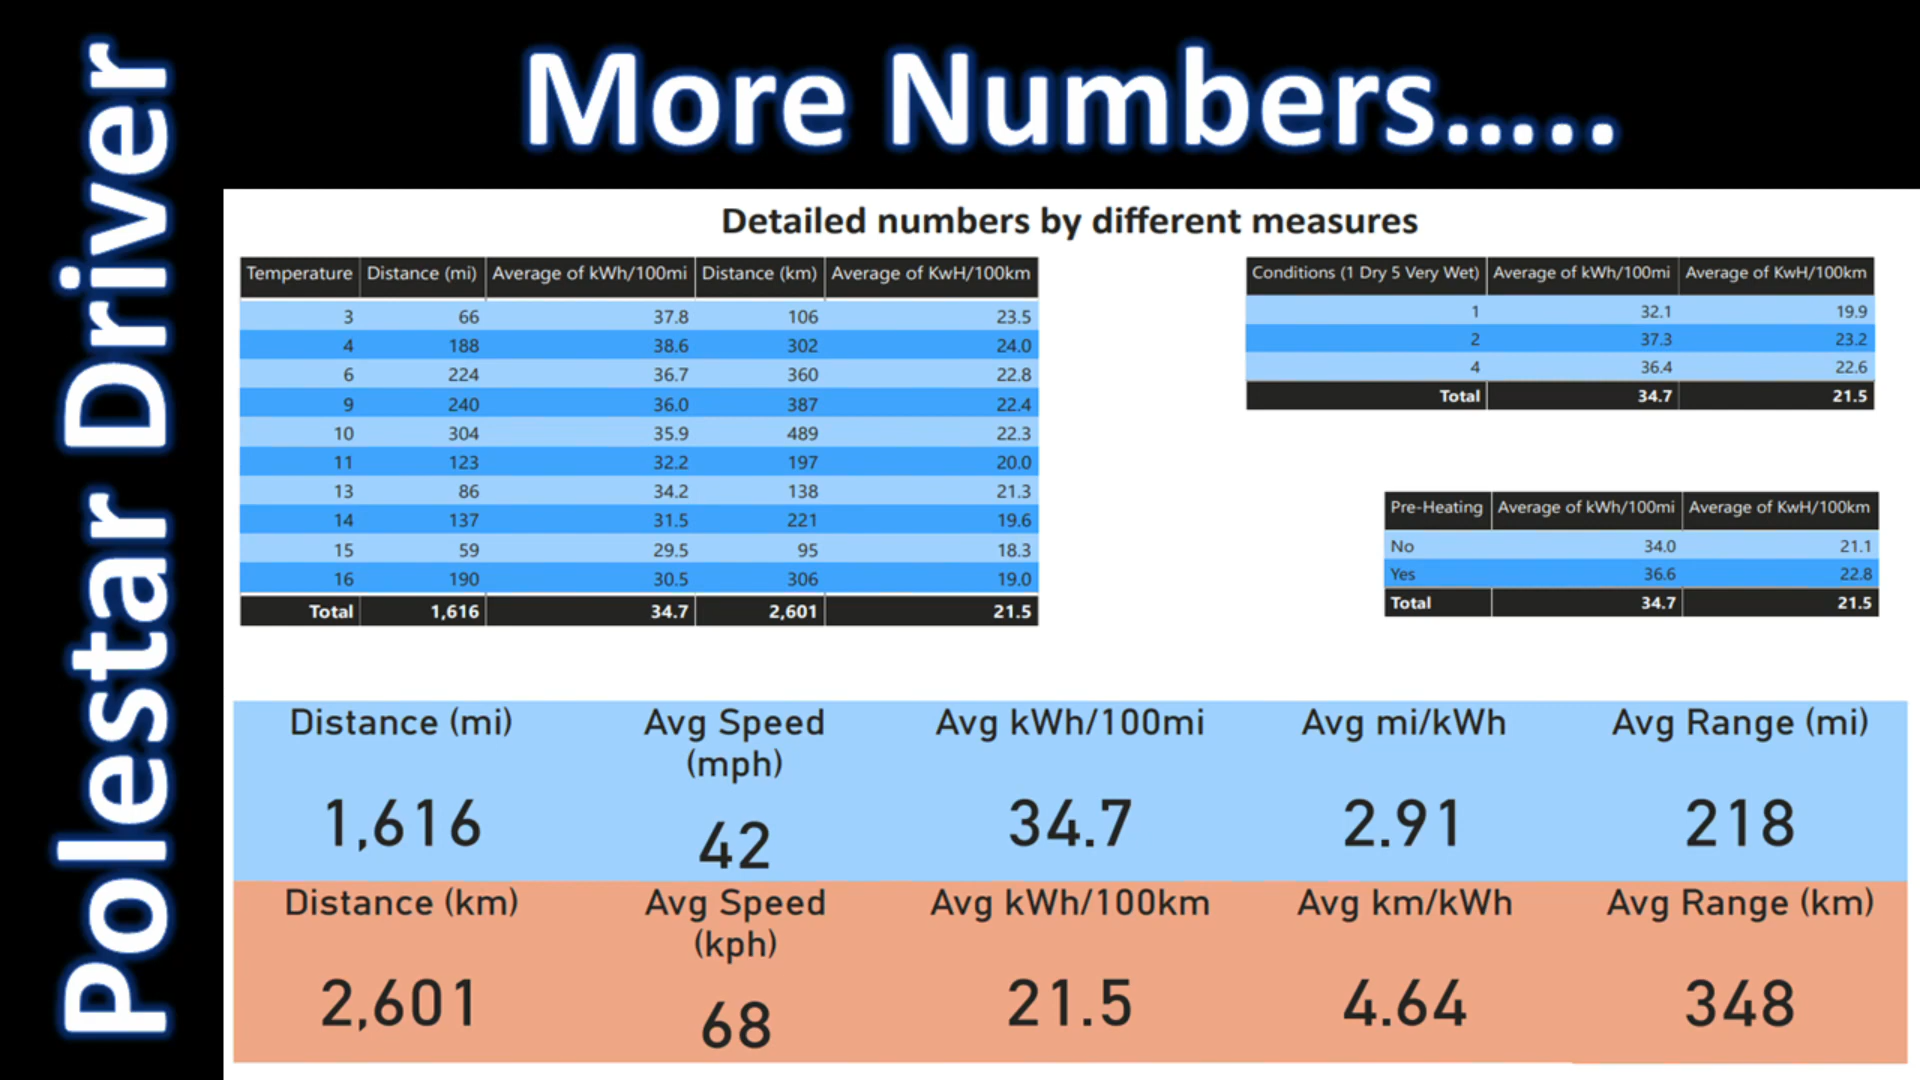 Polestar Driver
More Numbers.....
Detailed numbers by different measures
Temperature Distance (mi) Average of kWh/100mi Distance (km) Average of KwH/100km
3 66 37.8 106 23.5
4 188 38.6 302 24.0
6 224 36.7 360 22.8
9 240 36.0 387 22.4
10 304 35.9 489 22.3
11 123 32.2 197 20.0
13 86 34.2 138 21.3
14 137 31.5 221 19.6
15 59 29.5 95 18.3
16 190 30.5 306 19.0
Total 1,616 34.7 2,601 21.5
Conditions (1 Dry 5 Very Wet) Average of kWh/100mi Average of KwH/100km
1 32.1 19.9
2 37.3 23.2
4 36.4 22.6
Total 34.7 21.5
Pre-Heating Average of kWh/100mi Average of KwH/100km
No 34.0 21.1
Yes 36.6 22.8
Total 34.7 21.5
Distance (mi) Avg Speed Avg kWh/100mi Avg mi/kWh Avg Range (mi)
(mph)
1,616 42 34.7 2.91 218
Distance (km) Avg Speed Avg kWh/100km Avg km/kWh Avg Range (km)
(kph)
2,601 68 21.5 4.64 348